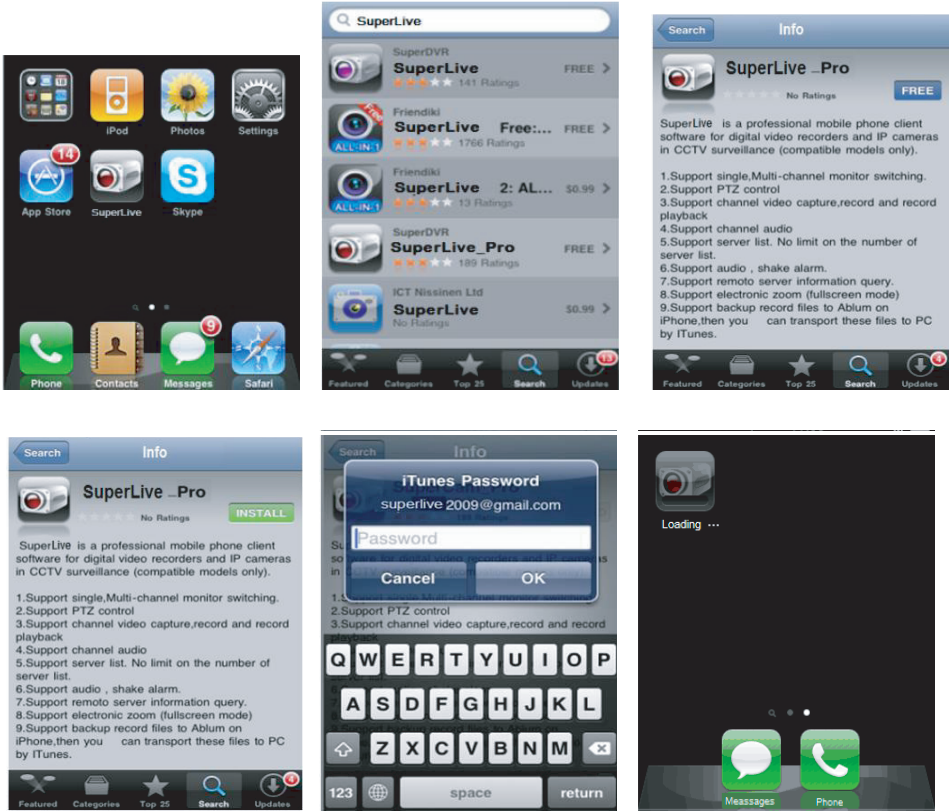 iPod
Photos
Settings
14
App Store
SuperLive
Skype
9
Phone
Contacts
Messages
Safari
SuperLive
SuperDVR
SuperLive
141 Ratings
FREE
Friendiki
SuperLive Free:...
1766 Ratings
FREE
Free
ALL-IN-1
Friendiki
SuperLive 2: AL...
13 Ratings
$0.99
ALL-IN-1
SuperDVR
SuperLive_Pro
189 Ratings
FREE
ICT Nissinen Ltd
SuperLive
No Ratings
$0.99
13
Featured
Categories
Top 25
Search
Updates
Search
Info
SuperLive _Pro
No Ratings
FREE
SuperLive is a professional mobile phone client
software for digital video recorders and IP cameras
in CCTV surveillance (compatible models only).
1.Support single,Multi-channel monitor switching.
2.Support PTZ control
3.Support channel video capture,record and record
playback
4.Support channel audio
5.Support server list. No limit on the number of
server list.
6.Support audio , shake alarm.
7.Support remoto server information query.
8.Support electronic zoom (fullscreen mode)
9.Support backup record files to Ablum on
iPhone,then you can transport these files to PC
by ITunes.
4
Featured
Categories
Top 25
Search
Updates
Search
Info
SuperLive _Pro
No Ratings
INSTALL
SuperLive is a professional mobile phone client
software for digital video recorders and IP cameras
in CCTV surveillance (compatible models only).
1.Support single,Multi-channel monitor switching.
2.Support PTZ control
3.Support channel video capture,record and record
playback
4.Support channel audio
5.Support server list. No limit on the number of
server list.
6.Support audio , shake alarm.
7.Support remoto server information query.
8.Support electronic zoom (fullscreen mode)
9.Support backup record files to Ablum on
iPhone,then you can transport these files to PC
by ITunes.
4
Featured
Categories
Top 25
Search
Updates
Search
Info
iTunes Password
superlive 2009@gmail.com
Password
Cancel
OK
2.Support PTZ control
3.Support channel video capture,record and record
playback
Q W E R T Y U I O P
A S D F G H J K L
Z X C V B N M
123
space
return
Loading ...
Meassages
Phone